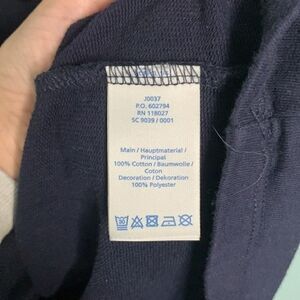 J0037
P.O. 602794
RN 118027
SC 9039 / 0001
Main / Hauptmaterial /
Principal
100% Cotton / Baumwolle /
Coton
Decoration / Dekoration
100% Polyester